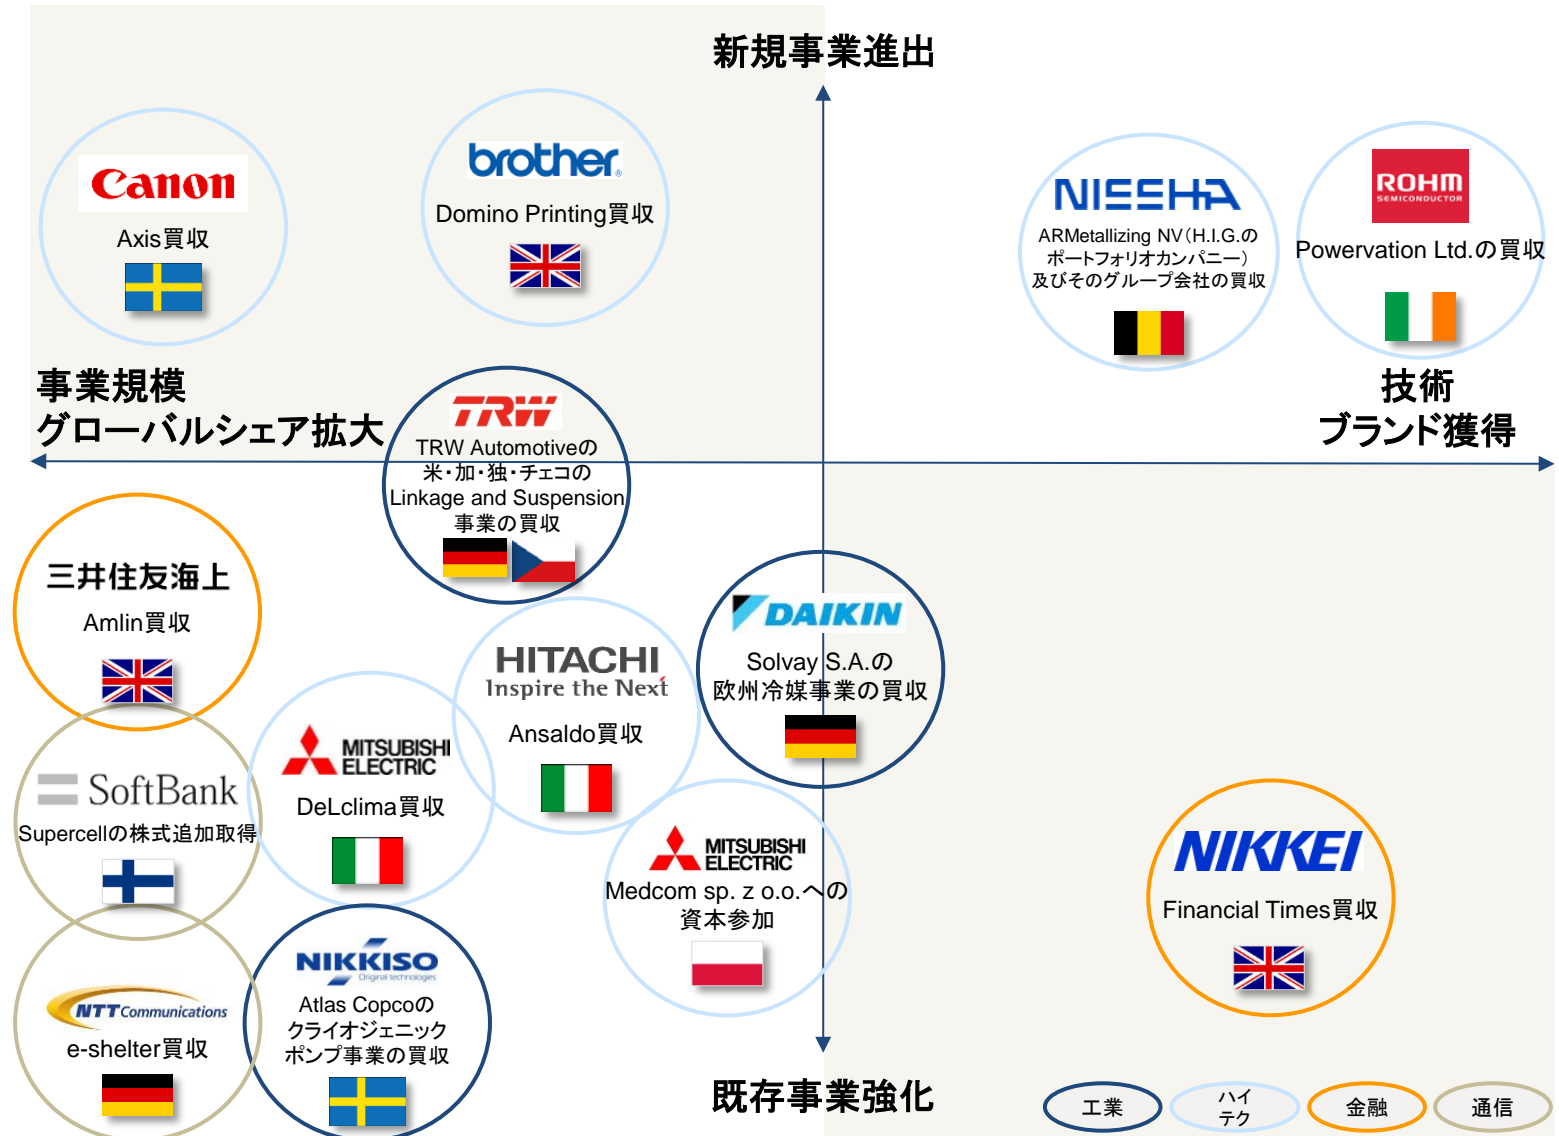 新規事業進出
Canon
Axis買収
brother
Domino Printing買収
NISSHA
ARMetallizing NV(H.I.G.の
ポートフォリオカンパニー)
及びそのグループ会社の買収
ROHM
SEMICONDUCTOR
Powervation Ltd.の買収
事業規模
グローバルシェア拡大
技術
ブランド獲得
TRW
TRW Automotiveの
米・加・独・チェコの
Linkage and Suspension
事業の買収
三井住友海上
Amlin買収
HITACHI
Inspire the Next
Ansaldo買収
DAIKIN
Solvay S.A.の
欧州冷媒事業の買収
SoftBank
Supercellの株式追加取得
MITSUBISHI
ELECTRIC
DeLclima買収
MITSUBISHI
ELECTRIC
Medcom sp. z o.o.への
資本参加
NIKKEI
Financial Times買収
NTT Communications
e-shelter買収
NIKKISO
Original technologies
Atlas Copcoの
クライオジェニック
ポンプ事業の買収
既存事業強化
工業
ハイ
テク
金融
通信